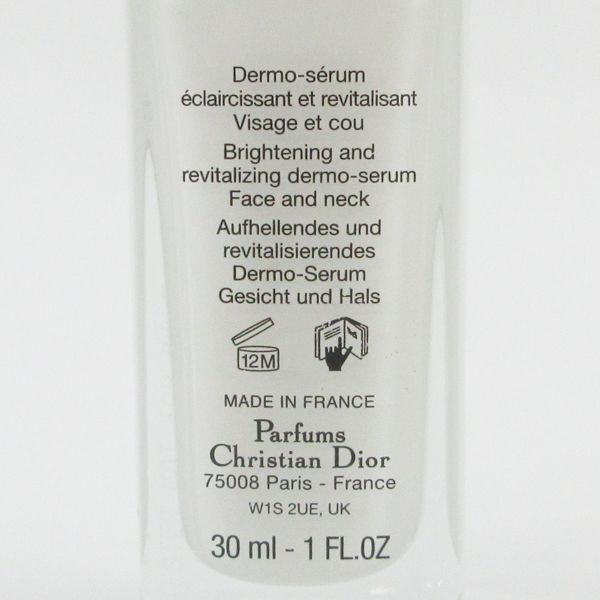 Dermo-sérum
éclaircissant et revitalisant
Visage et cou
Brightening and
revitalizing dermo-serum
Face and neck
Aufhellendes und
revitalisierendes
Dermo-Serum
Gesicht und Hals
12M
MADE IN FRANCE
Parfums
Christian Dior
75008 Paris - France
W1S 2UE, UK
30 ml - 1 FL.OZ